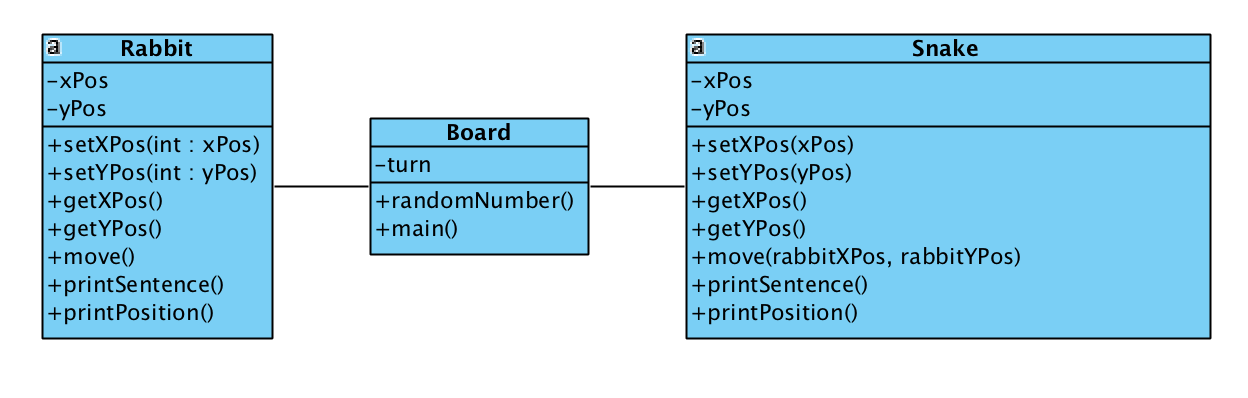 a Rabbit
-xPos
-yPos
+setXPos(int : xPos)
+setYPos(int : yPos)
+getXPos()
+getYPos()
+move()
+printSentence()
+printPosition()
Board
-turn
+randomNumber()
+main()
a Snake
-xPos
-yPos
+setXPos(xPos)
+setYPos(yPos)
+getXPos()
+getYPos()
+move(rabbitXPos, rabbitYPos)
+printSentence()
+printPosition()